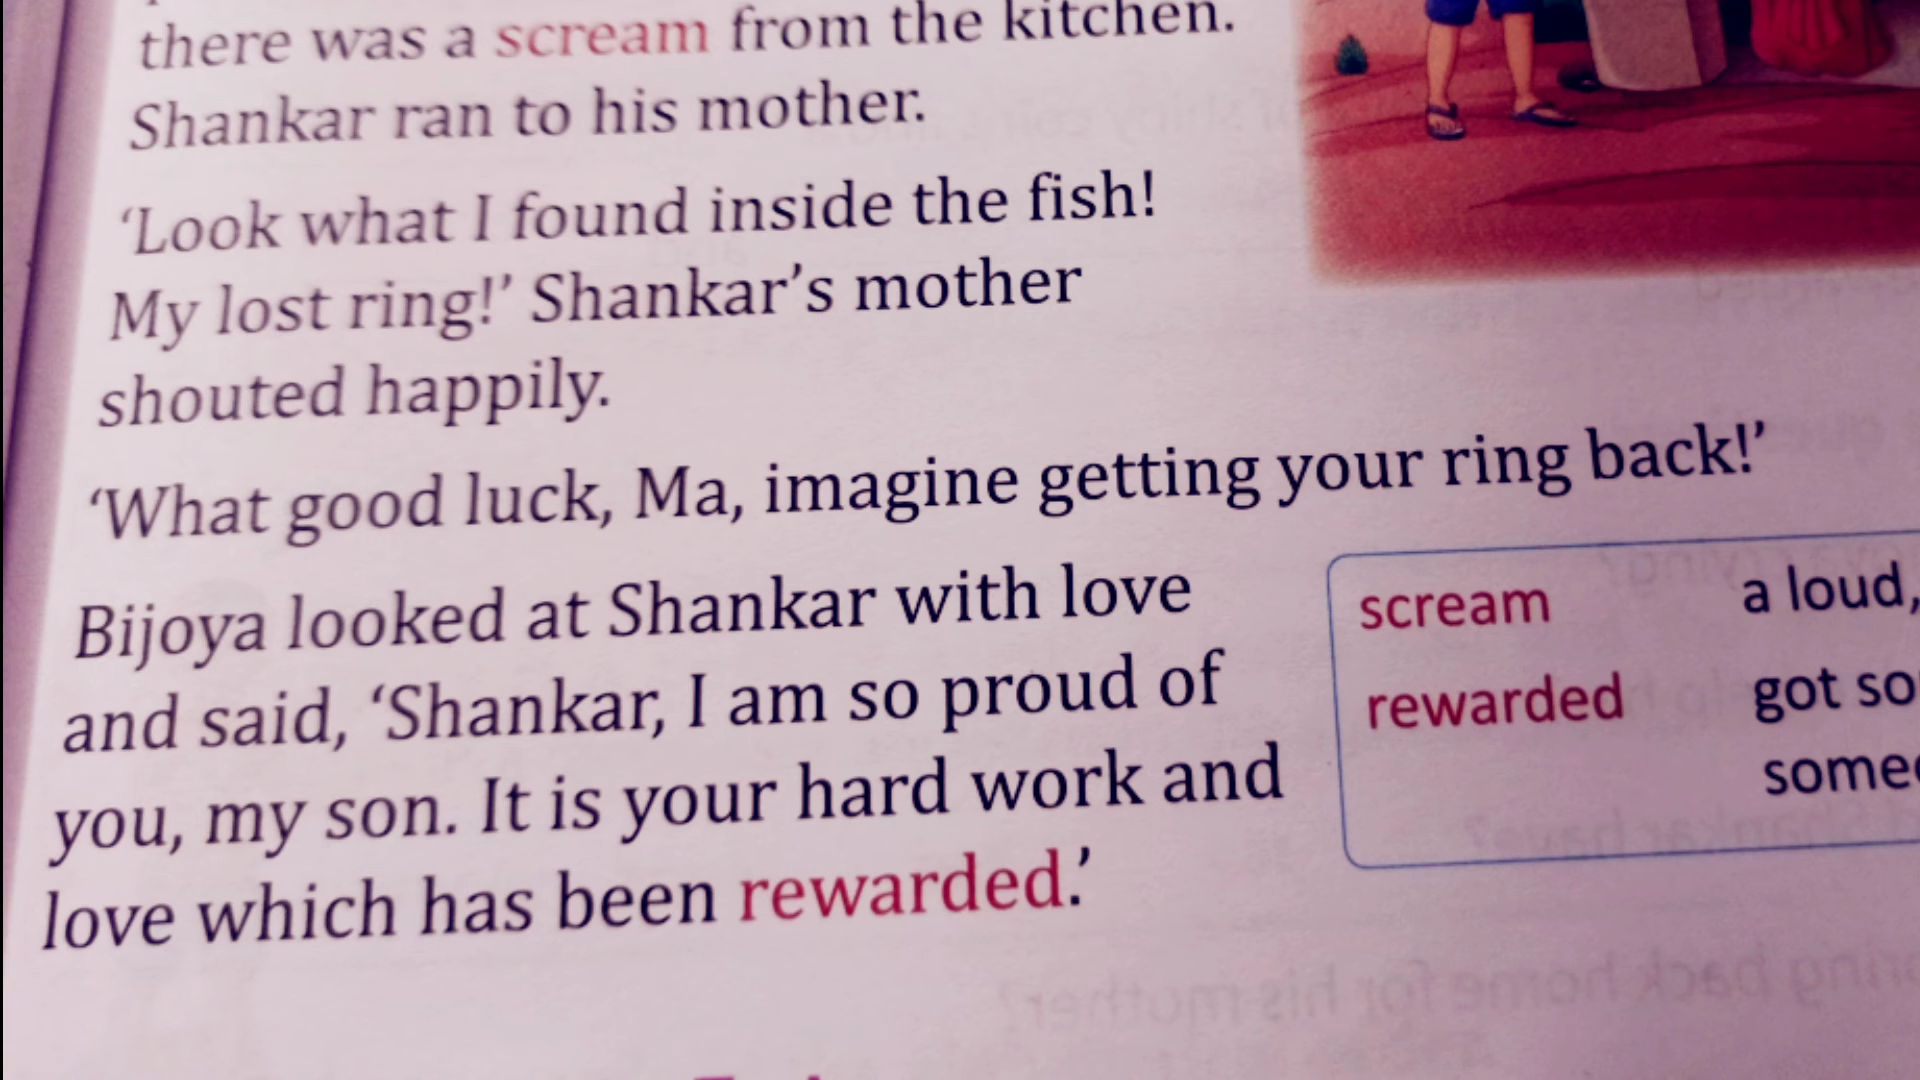 there was a scream from the kitchen.
Shankar ran to his mother.
‘Look what I found inside the fish!
My lost ring!’ Shankar’s mother
shouted happily.
‘What good luck, Ma, imagine getting your ring back!’
Bijoya looked at Shankar with love
and said, ‘Shankar, I am so proud of
you, my son. It is your hard work and
love which has been rewarded.’
scream a loud,
rewarded got